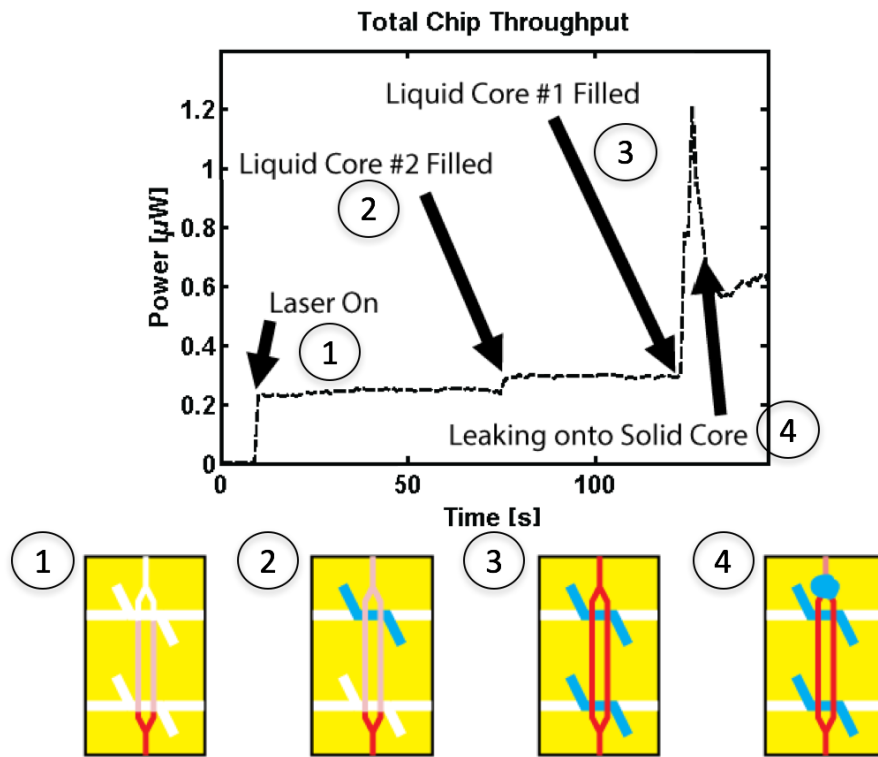 Total Chip Throughput
Power [µW]
1.2
1
0.8
0.6
0.4
0.2
0
Liquid Core #1 Filled
3
Liquid Core #2 Filled
2
Laser On
1
Leaking onto Solid Core
4
0
50
100
Time [s]
1
2
3
4